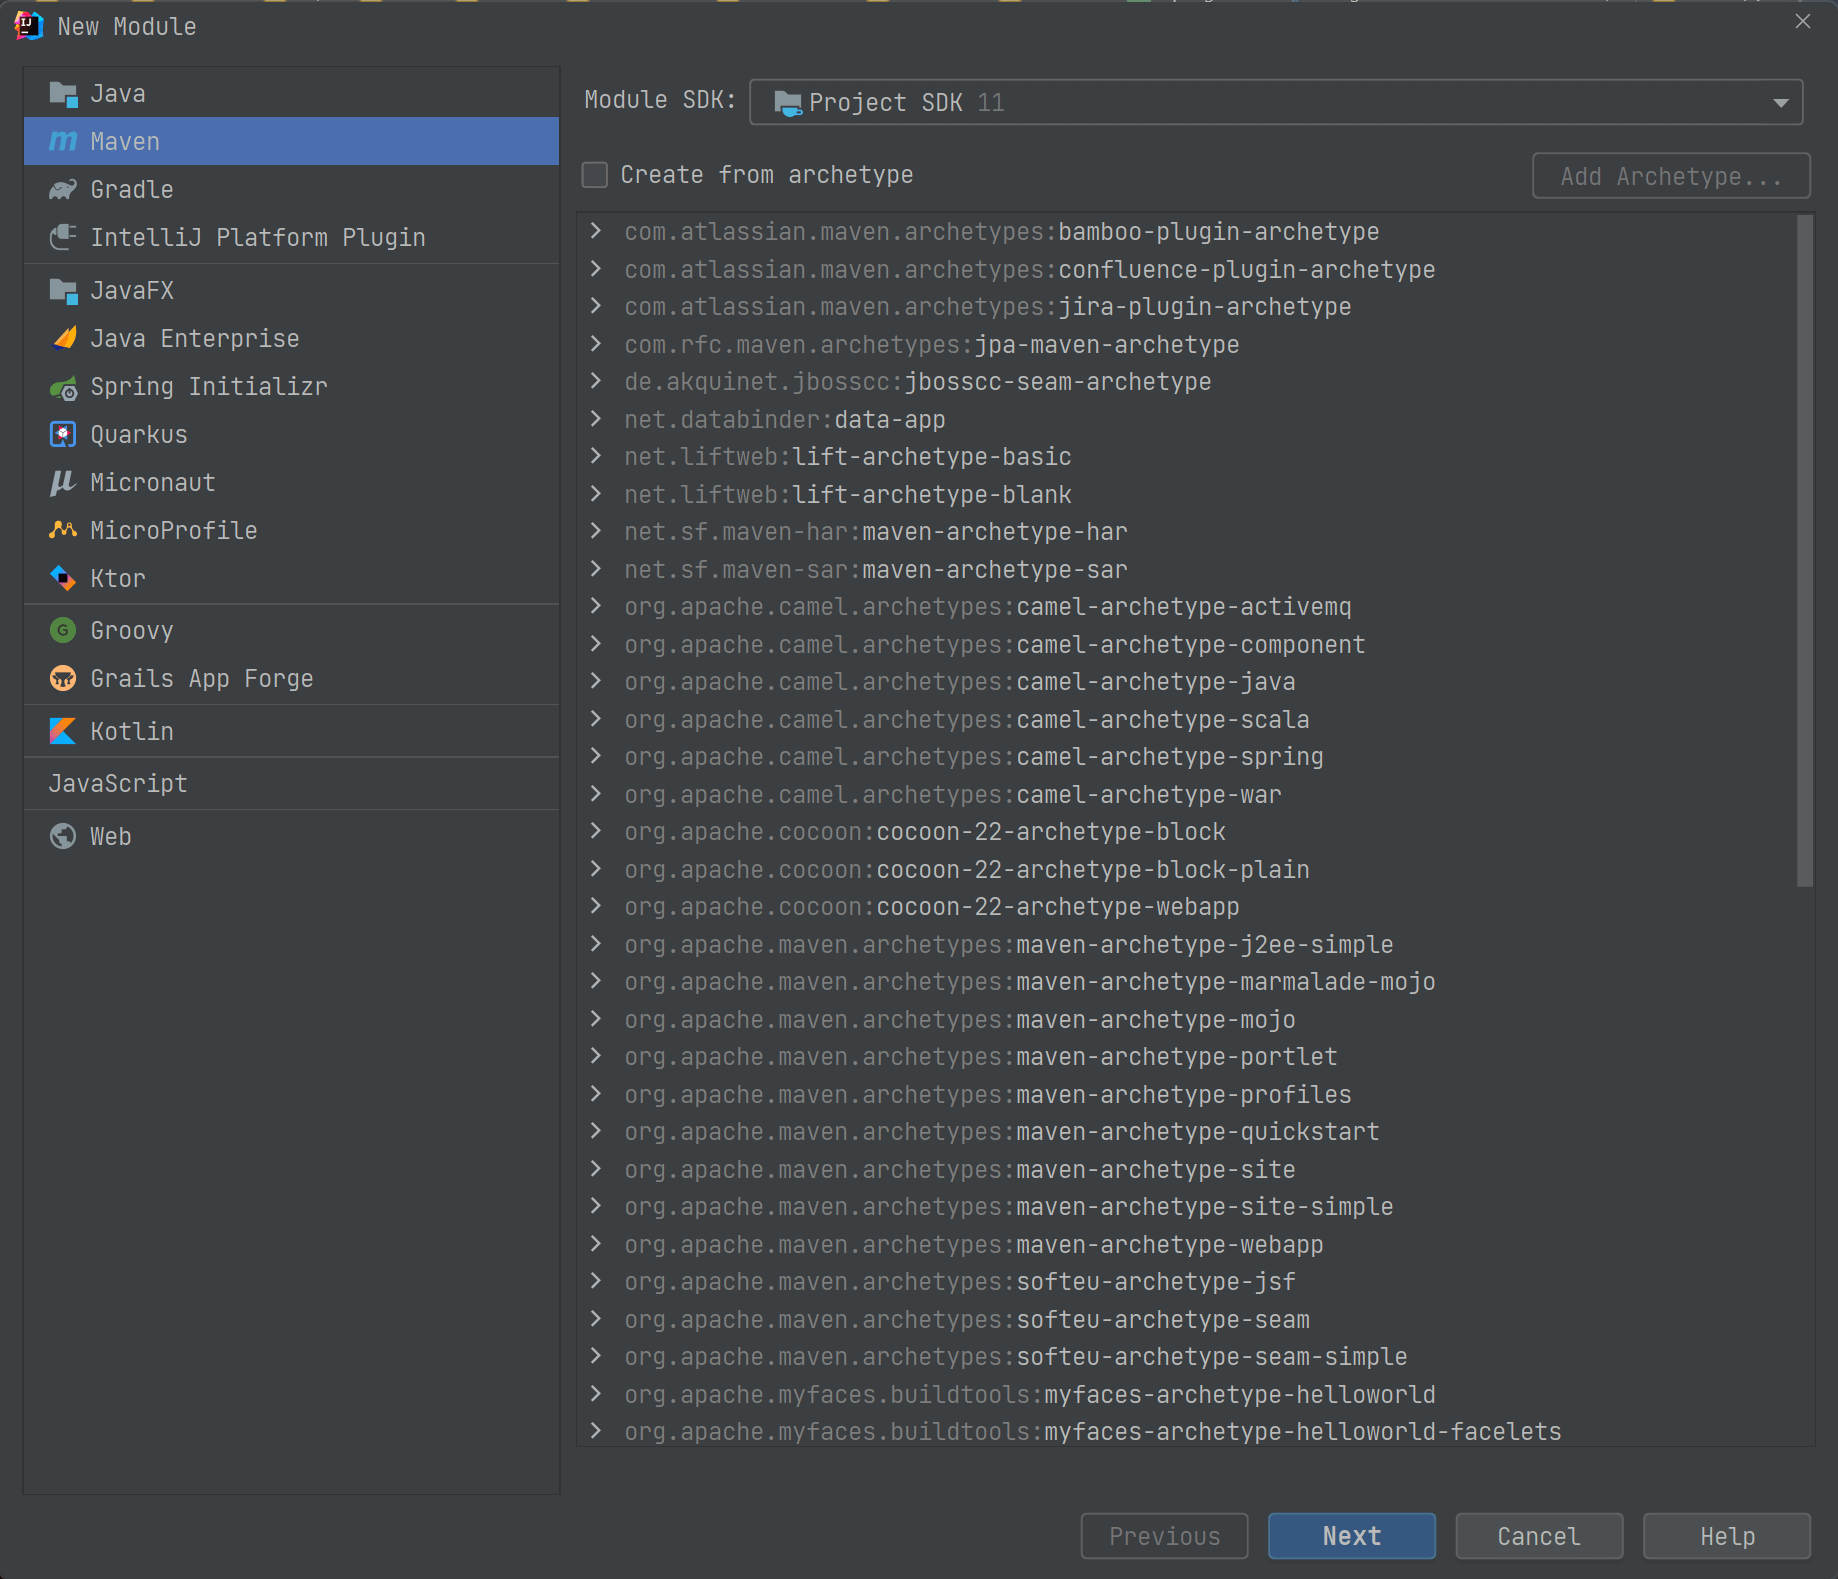 New Module
Java
Maven
Gradle
IntelliJ Platform Plugin
JavaFX
Java Enterprise
Spring Initializr
Quarkus
Micronaut
MicroProfile
Ktor
Groovy
Grails App Forge
Kotlin
JavaScript
Web
Module SDK: Project SDK 11
Create from archetype
Add Archetype...
com.atlassian.maven.archetypes:bamboo-plugin-archetype
com.atlassian.maven.archetypes:confluence-plugin-archetype
com.atlassian.maven.archetypes:jira-plugin-archetype
com.rfc.maven.archetypes:jpa-maven-archetype
de.akquinet.jbosscc:jbosscc-seam-archetype
net.databinder:data-app
net.liftweb:lift-archetype-basic
net.liftweb:lift-archetype-blank
net.sf.maven-har:maven-archetype-har
net.sf.maven-sar:maven-archetype-sar
org.apache.camel.archetypes:camel-archetype-activemq
org.apache.camel.archetypes:camel-archetype-component
org.apache.camel.archetypes:camel-archetype-java
org.apache.camel.archetypes:camel-archetype-scala
org.apache.camel.archetypes:camel-archetype-spring
org.apache.camel.archetypes:camel-archetype-war
org.apache.cocoon:cocoon-22-archetype-block
org.apache.cocoon:cocoon-22-archetype-block-plain
org.apache.cocoon:cocoon-22-archetype-webapp
org.apache.maven.archetypes:maven-archetype-j2ee-simple
org.apache.maven.archetypes:maven-archetype-marmalade-mojo
org.apache.maven.archetypes:maven-archetype-mojo
org.apache.maven.archetypes:maven-archetype-portlet
org.apache.maven.archetypes:maven-archetype-profiles
org.apache.maven.archetypes:maven-archetype-quickstart
org.apache.maven.archetypes:maven-archetype-site
org.apache.maven.archetypes:maven-archetype-site-simple
org.apache.maven.archetypes:maven-archetype-webapp
org.apache.maven.archetypes:softeu-archetype-jsf
org.apache.maven.archetypes:softeu-archetype-seam
org.apache.maven.archetypes:softeu-archetype-seam-simple
org.apache.myfaces.buildtools:myfaces-archetype-helloworld
org.apache.myfaces.buildtools:myfaces-archetype-helloworld-facelets
Previous
Next
Cancel
Help